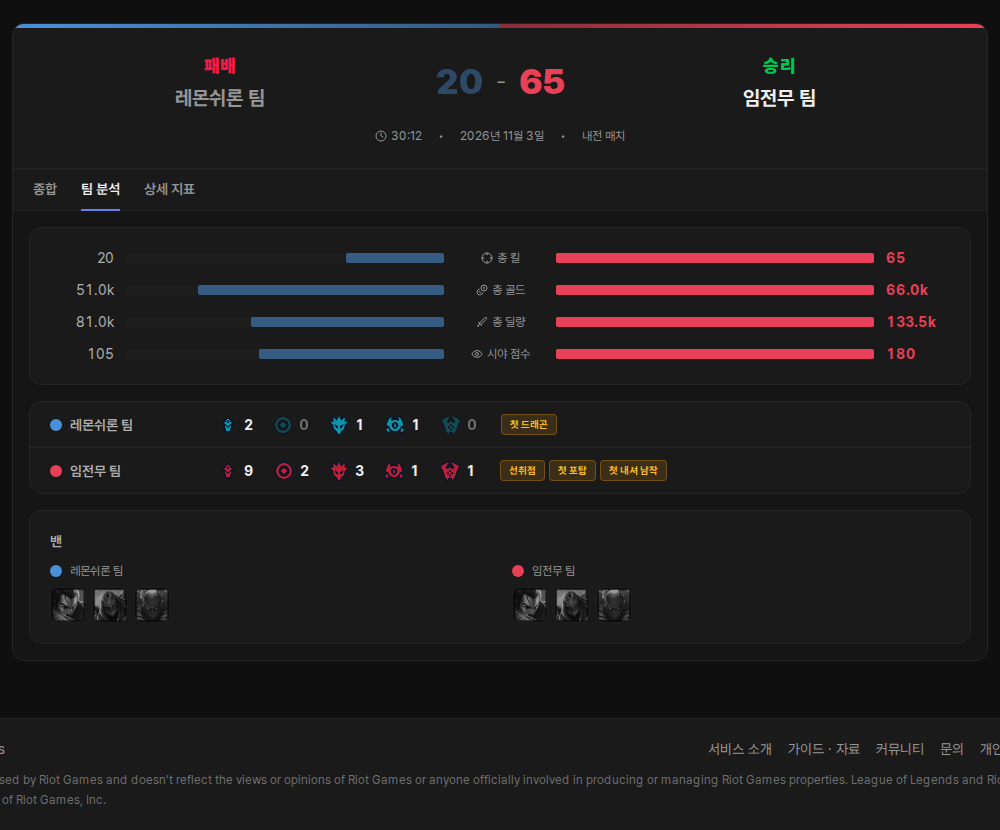 패배
레몬쉬론 팀
20 - 65
승리
임전무 팀
30:12 • 2026년 11월 3일 • 내전 매치
종합 팀 분석 상세 지표
20 총 킬 65
51.0k 총 골드 66.0k
81.0k 총 딜량 133.5k
105 시야 점수 180
레몬쉬론 팀 2 0 1 1 0 첫 드래곤
임전무 팀 9 2 3 1 1 선취점 첫 포탑 첫 내셔 남작
밴
레몬쉬론 팀 임전무 팀
s 서비스 소개 가이드 · 자료 커뮤니티 문의 개인
sed by Riot Games and doesn't reflect the views or opinions of Riot Games or anyone officially involved in producing or managing Riot Games properties. League of Legends and Rio
of Riot Games, Inc.